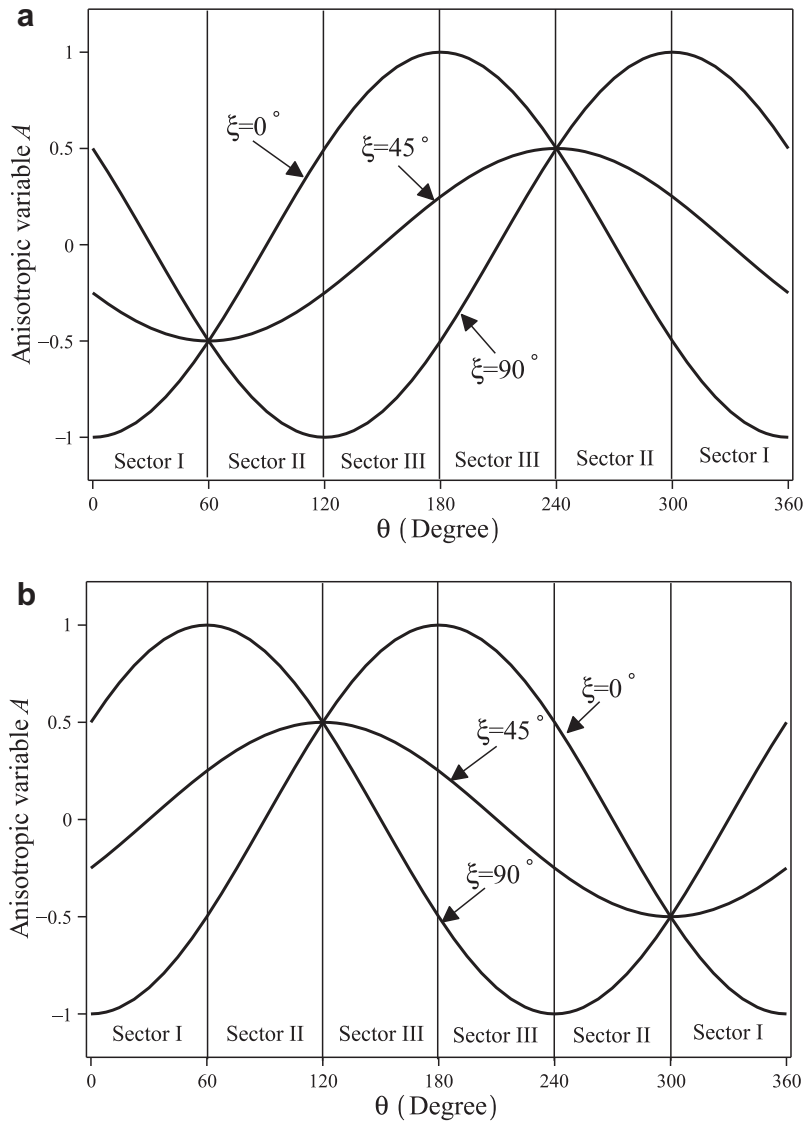 a
Anisotropic variable A
1
0.5
0
−0.5
−1
ξ=0°
ξ=45°
ξ=90°
Sector I Sector II Sector III Sector III Sector II Sector I
0 60 120 180 240 300 360
θ (Degree)
b
Anisotropic variable A
1
0.5
0
−0.5
−1
ξ=0°
ξ=45°
ξ=90°
Sector I Sector II Sector III Sector III Sector II Sector I
0 60 120 180 240 300 360
θ (Degree)